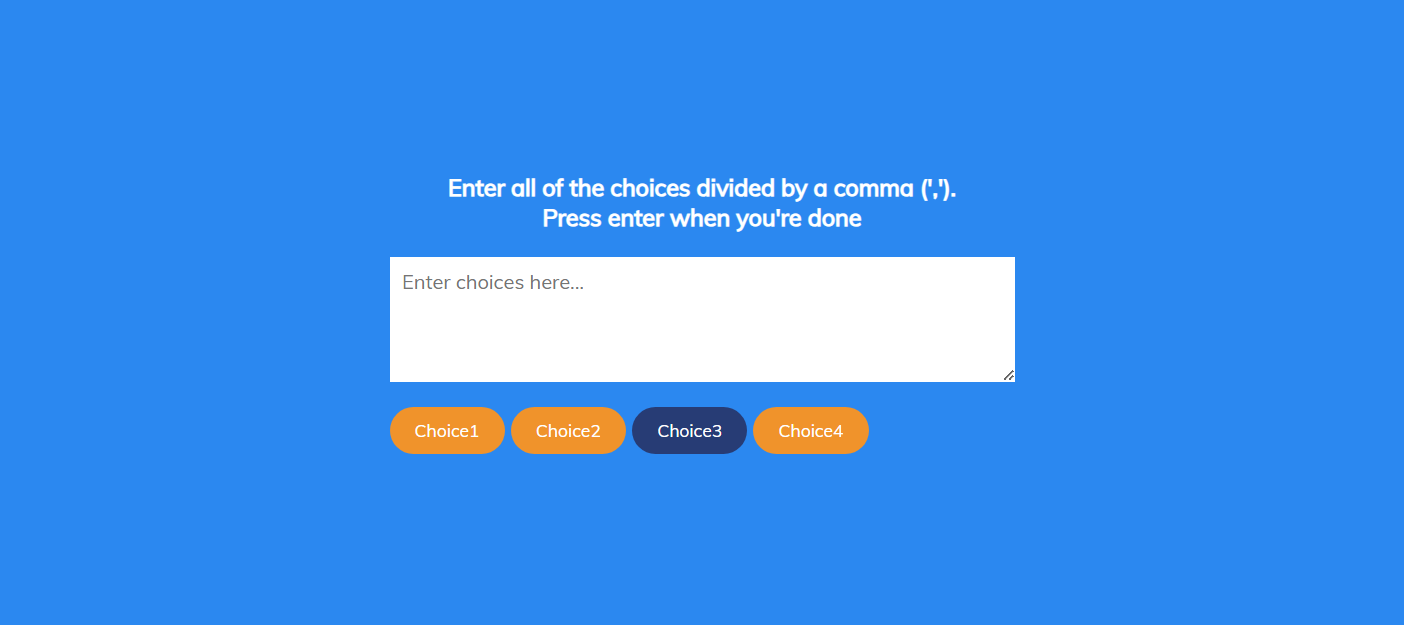 Enter all of the choices divided by a comma (',').
Press enter when you're done
Enter choices here...
Choice1 Choice2 Choice3 Choice4